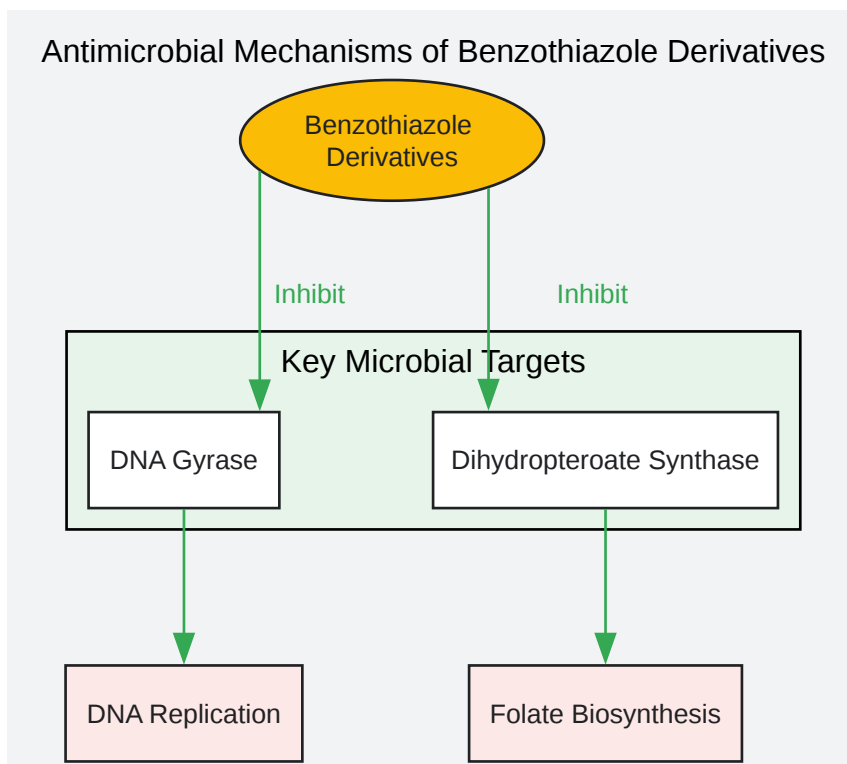 Antimicrobial Mechanisms of Benzothiazole Derivatives
Benzothiazole
Derivatives
Inhibit
Inhibit
Key Microbial Targets
DNA Gyrase
Dihydropteroate Synthase
DNA Replication
Folate Biosynthesis